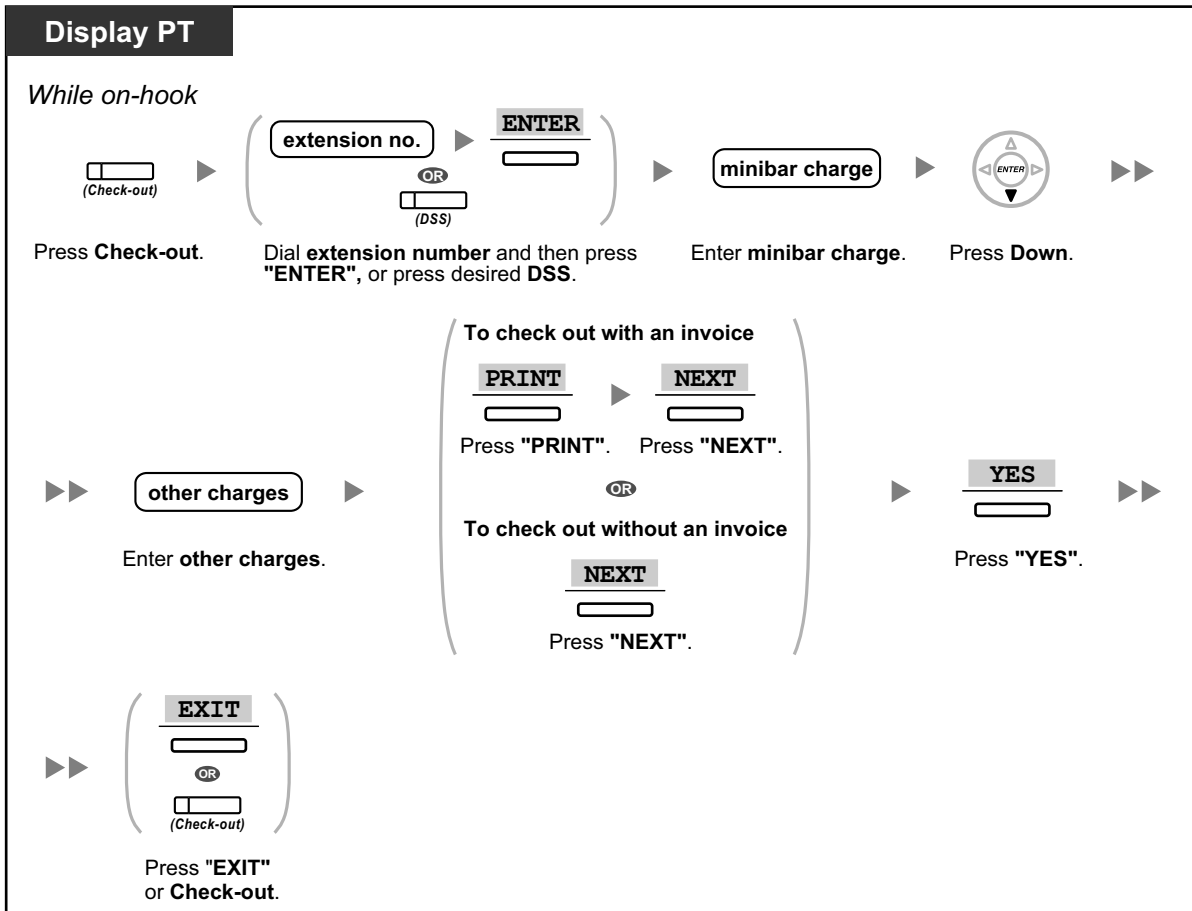 Display PT
While on-hook
(Check-out)
extension no.
ENTER
OR
(DSS)
minibar charge
ENTER
Press Check-out.
Dial extension number and then press
"ENTER", or press desired DSS.
Enter minibar charge.
Press Down.
other charges
Enter other charges.
To check out with an invoice
PRINT
NEXT
Press "PRINT".
Press "NEXT".
OR
To check out without an invoice
NEXT
Press "NEXT".
YES
Press "YES".
EXIT
OR
(Check-out)
Press "EXIT"
or Check-out.